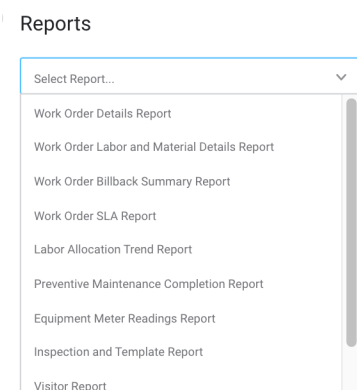 Reports
Select Report...
Work Order Details Report
Work Order Labor and Material Details Report
Work Order Billback Summary Report
Work Order SLA Report
Labor Allocation Trend Report
Preventive Maintenance Completion Report
Equipment Meter Readings Report
Inspection and Template Report
Visitor Report